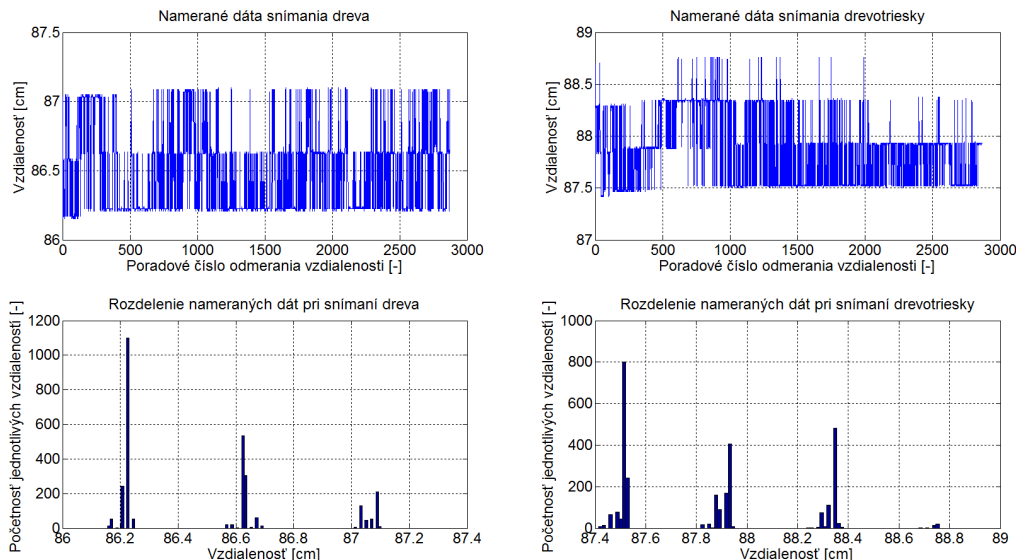 Namerané dáta snímania dreva
87.5
87
86.5
86
Vzdialenosť [cm]
0 500 1000 1500 2000 2500 3000
Poradové číslo odmerania vzdialenosti [-]
Namerané dáta snímania drevotriesky
89
88.5
88
87.5
87
Vzdialenosť [cm]
0 500 1000 1500 2000 2500 3000
Poradové číslo odmerania vzdialenosti [-]
Rozdelenie nameraných dát pri snímaní dreva
1200
1000
800
600
400
200
0
Početnosť jednotlivých vzdialeností [-]
86 86.2 86.4 86.6 86.8 87 87.2 87.4
Vzdialenosť [cm]
Rozdelenie nameraných dát pri snímaní drevotriesky
1000
800
600
400
200
0
Početnosť jednotlivých vzdialeností [-]
87.4 87.6 87.8 88 88.2 88.4 88.6 88.8 89
Vzdialenosť [cm]